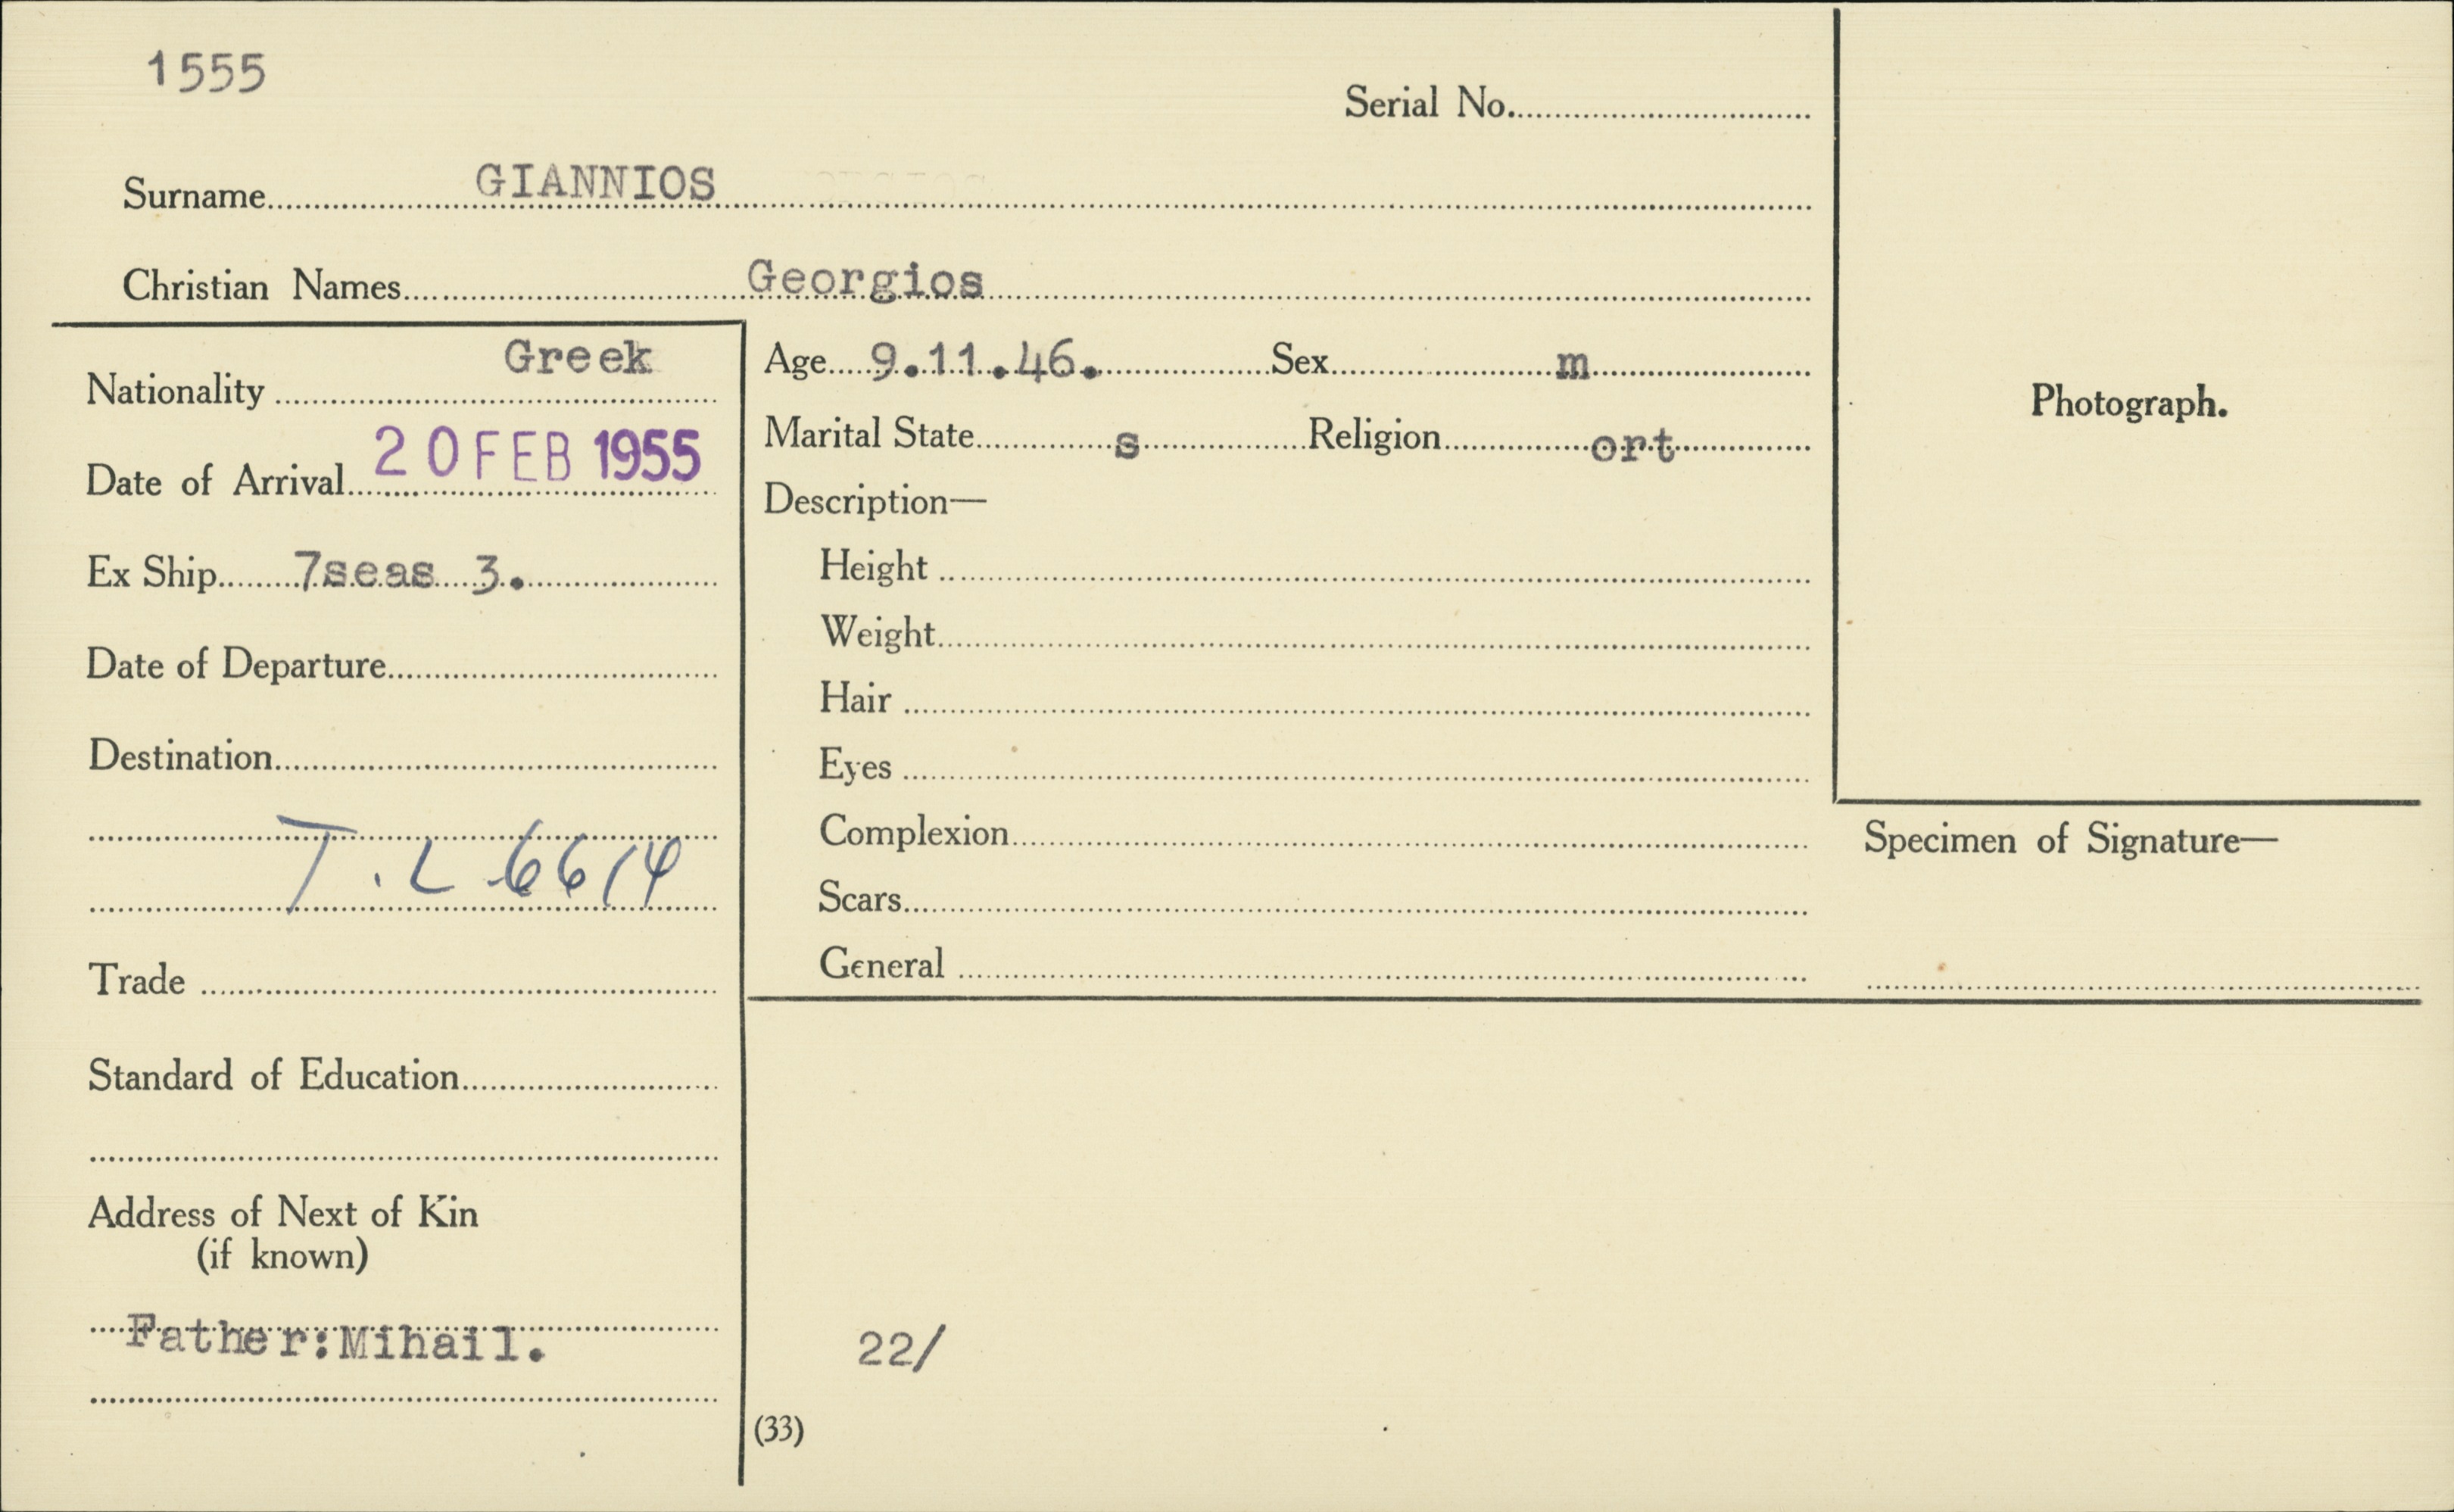 1555
Serial No.
Surname GIANNIOS
Christian Names Georgios
Nationality Greek
Date of Arrival 20 FEB 1955
Ex Ship 7seas 3.
Date of Departure
Destination
T. L 6614
Trade
Standard of Education
Address of Next of Kin
(if known)
Father:Mihail.
Age 9.11.46. Sex m
Marital State s Religion ort
Description—
Height
Weight
Hair
Eyes
Complexion
Scars
General
22/
(33)
Photograph.
Specimen of Signature—